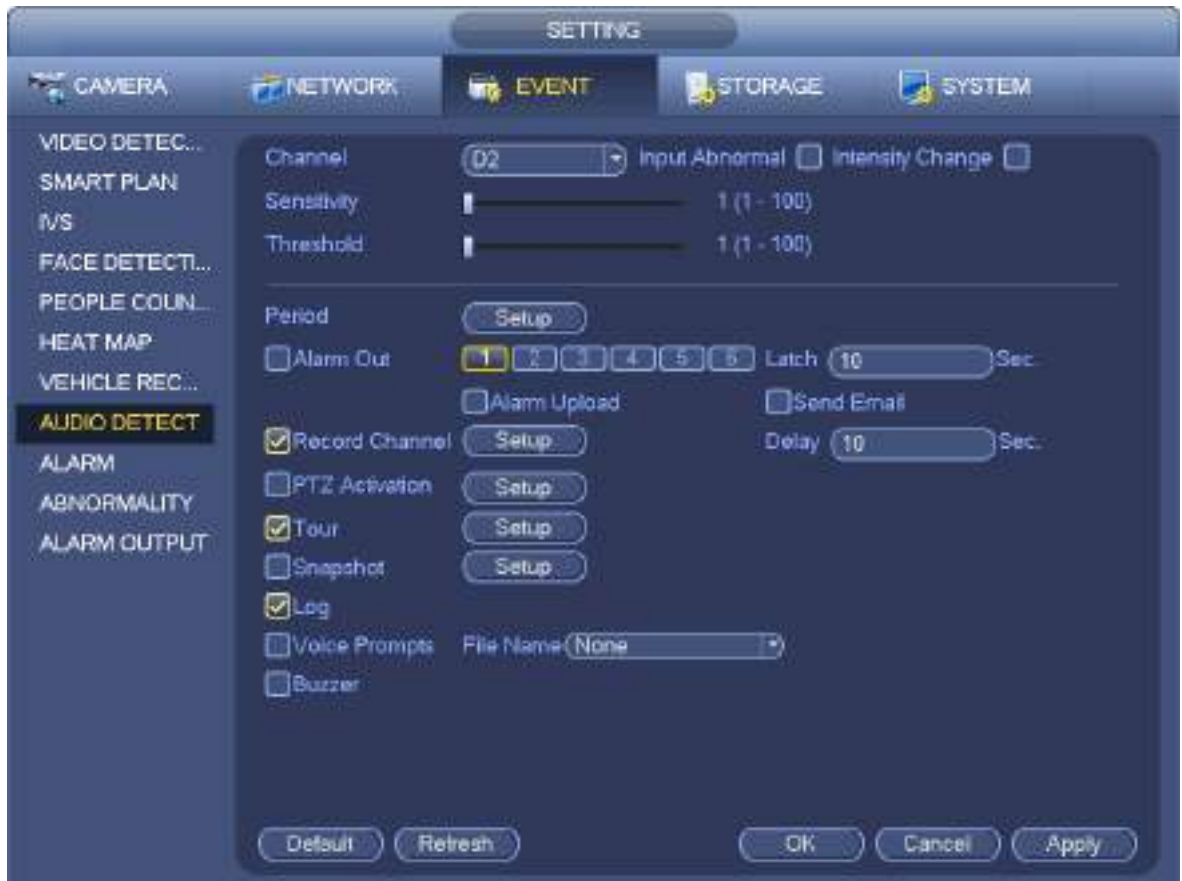 SETTING
CAMERA NETWORK EVENT STORAGE SYSTEM
VIDEO DETEC...
SMART PLAN
IVS
FACE DETECTI...
PEOPLE COUN...
HEAT MAP
VEHICLE REC...
AUDIO DETECT
ALARM
ABNORMALITY
ALARM OUTPUT
Channel D2 Input Abnormal Intensity Change
Sensitivity 1 (1 - 100)
Threshold 1 (1 - 100)
Period Setup
Alarm Out 1 2 3 4 5 6 Latch 10 Sec.
Alarm Upload Send Email
Record Channel Setup Delay 10 Sec.
PTZ Activation Setup
Tour Setup
Snapshot Setup
Log
Voice Prompts File Name None
Buzzer
Default Refresh OK Cancel Apply